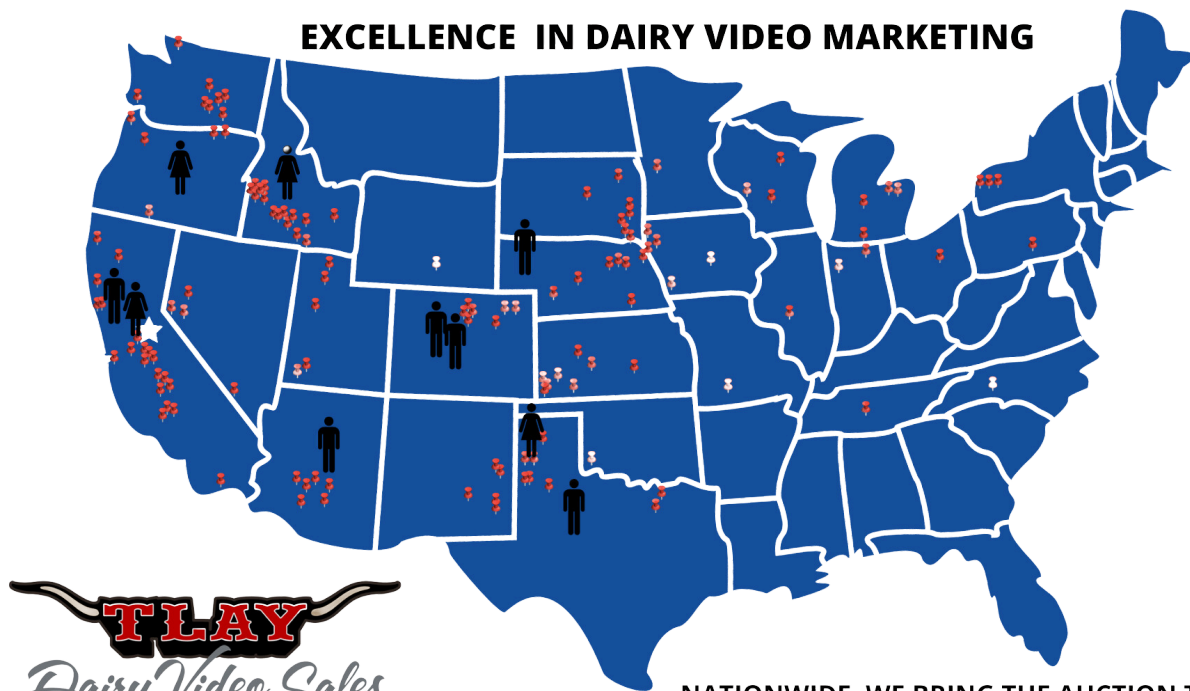 EXCELLENCE IN DAIRY VIDEO MARKETING
TLAY
Dairy Video Sales
NATIONWIDE, WE BRING THE AUCTION